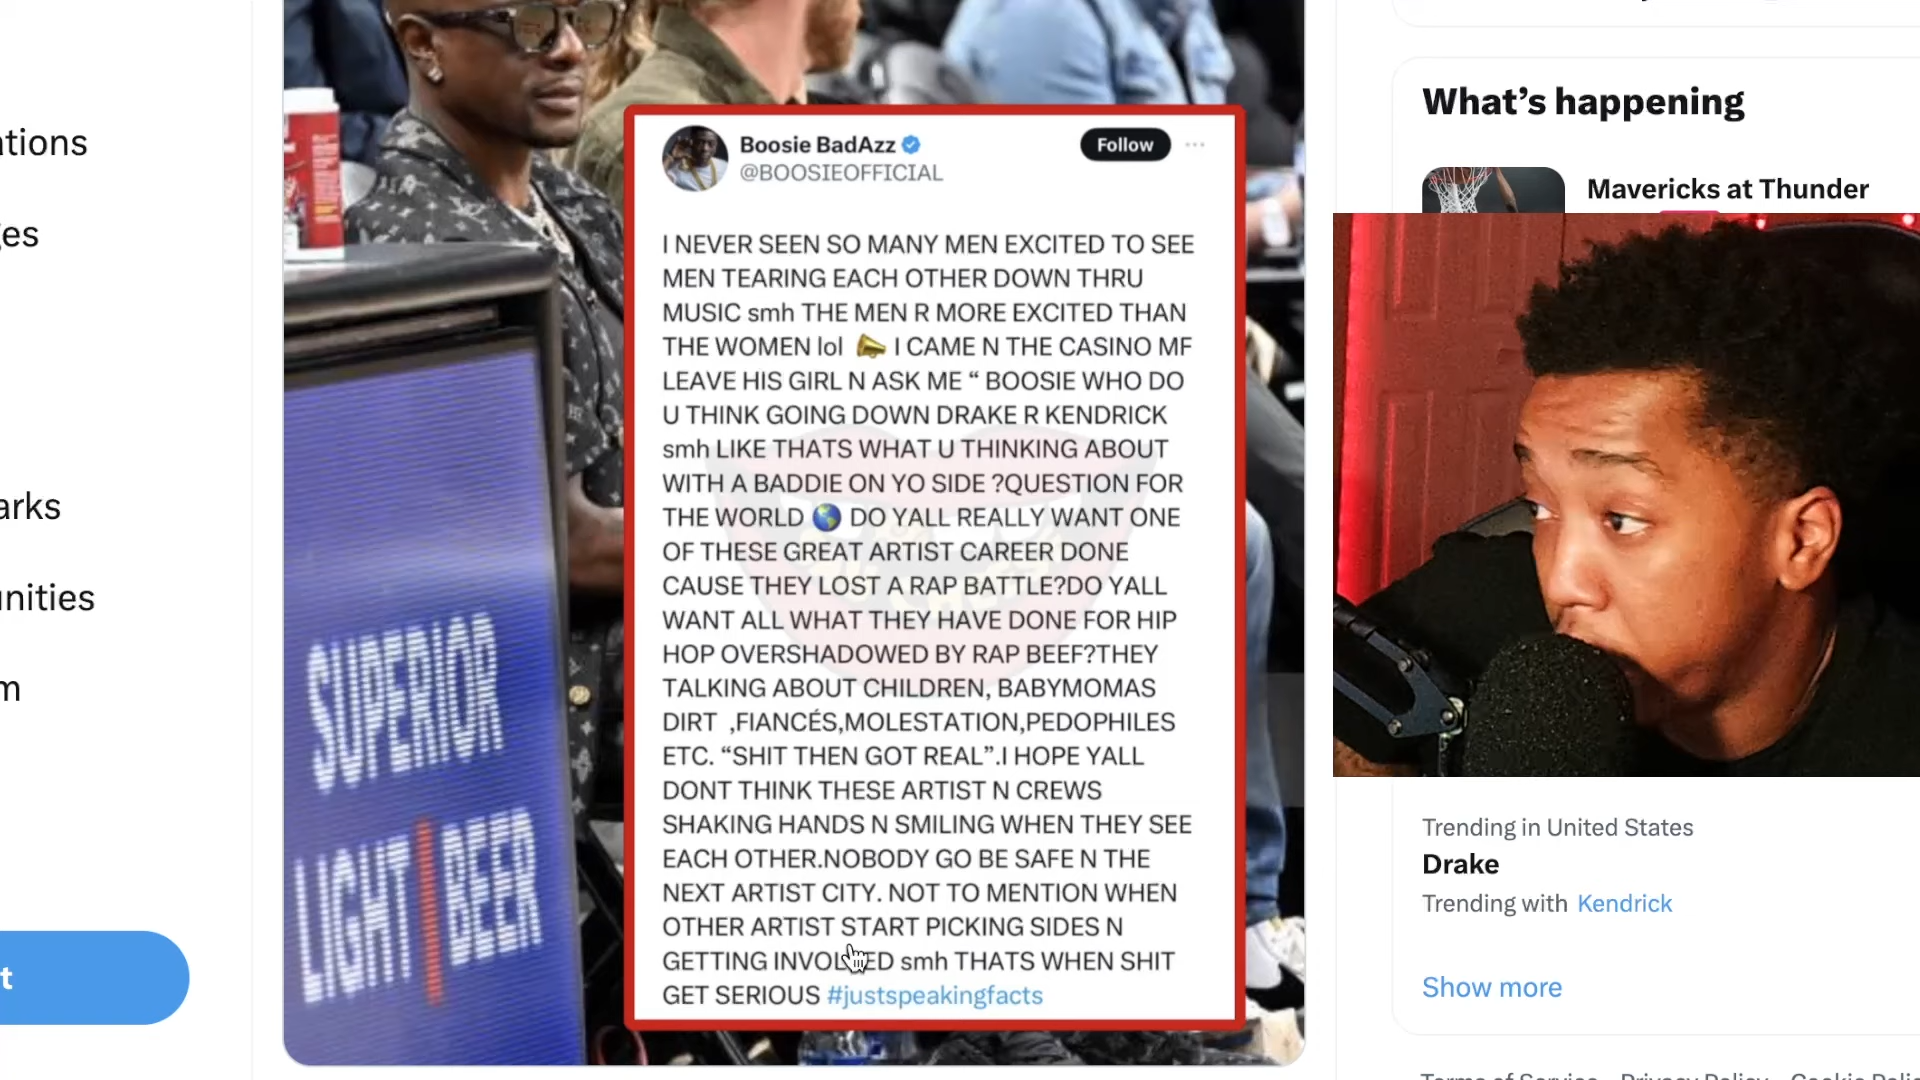 ations
ges
arks
unities
m
t
SUPERIOR
LIGHT BEER
Boosie BadAzz
@BOOSIEOFFICIAL
Follow
I NEVER SEEN SO MANY MEN EXCITED TO SEE
MEN TEARING EACH OTHER DOWN THRU
MUSIC smh THE MEN R MORE EXCITED THAN
THE WOMEN lol 📣 I CAME N THE CASINO MF
LEAVE HIS GIRL N ASK ME “ BOOSIE WHO DO
U THINK GOING DOWN DRAKE R KENDRICK
smh LIKE THATS WHAT U THINKING ABOUT
WITH A BADDIE ON YO SIDE ?QUESTION FOR
THE WORLD 🌎 DO YALL REALLY WANT ONE
OF THESE GREAT ARTIST CAREER DONE
CAUSE THEY LOST A RAP BATTLE?DO YALL
WANT ALL WHAT THEY HAVE DONE FOR HIP
HOP OVERSHADOWED BY RAP BEEF?THEY
TALKING ABOUT CHILDREN, BABYMOMAS
DIRT ,FIANCÉS,MOLESTATION,PEDOPHILES
ETC. “SHIT THEN GOT REAL”.I HOPE YALL
DONT THINK THESE ARTIST N CREWS
SHAKING HANDS N SMILING WHEN THEY SEE
EACH OTHER.NOBODY GO BE SAFE N THE
NEXT ARTIST CITY. NOT TO MENTION WHEN
OTHER ARTIST START PICKING SIDES N
GETTING INVOLVED smh THATS WHEN SHIT
GET SERIOUS #justspeakingfacts
What’s happening
Mavericks at Thunder
Trending in United States
Drake
Trending with Kendrick
Show more
Terms of Service Privacy Policy